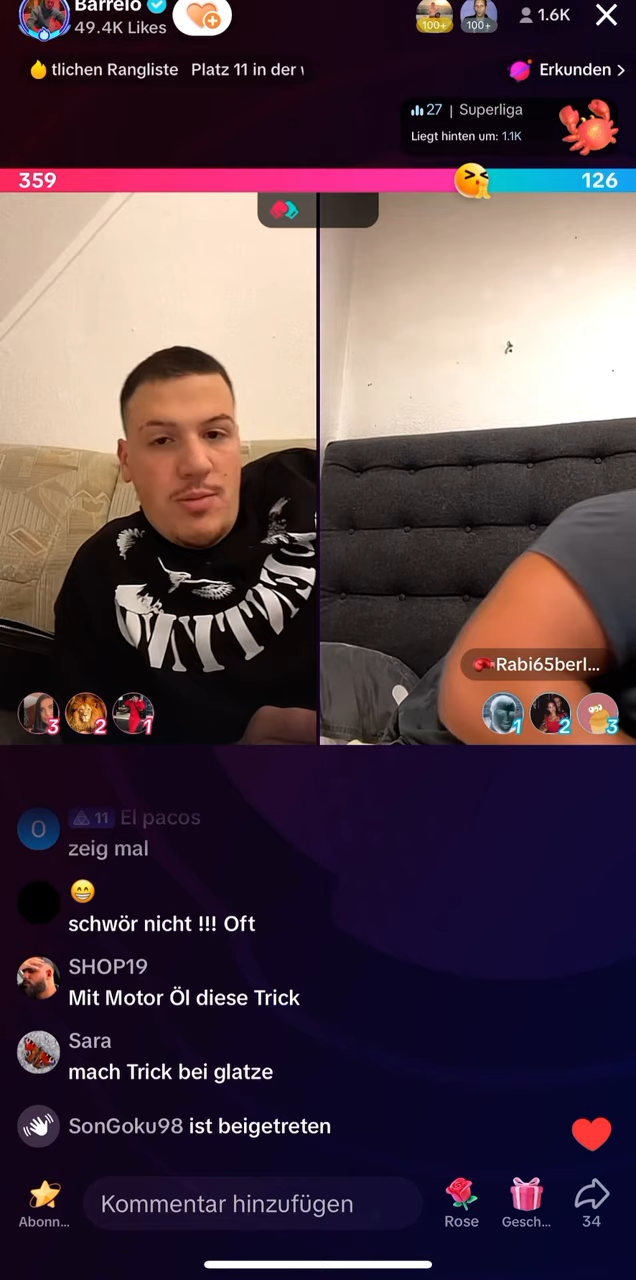 Barrelo
49.4K Likes
100+
100+
1.6K
tlichen Rangliste Platz 11 in der
Erkunden >
27 | Superliga
Liegt hinten um: 1.1K
359
126
Rabi65berl...
3
2
1
1
2
3
O
11 El pacos
zeig mal
schwör nicht !!! Oft
SHOP19
Mit Motor Öl diese Trick
Sara
mach Trick bei glatze
SonGoku98 ist beigetreten
Abonn...
Kommentar hinzufügen
Rose
Gesch...
34